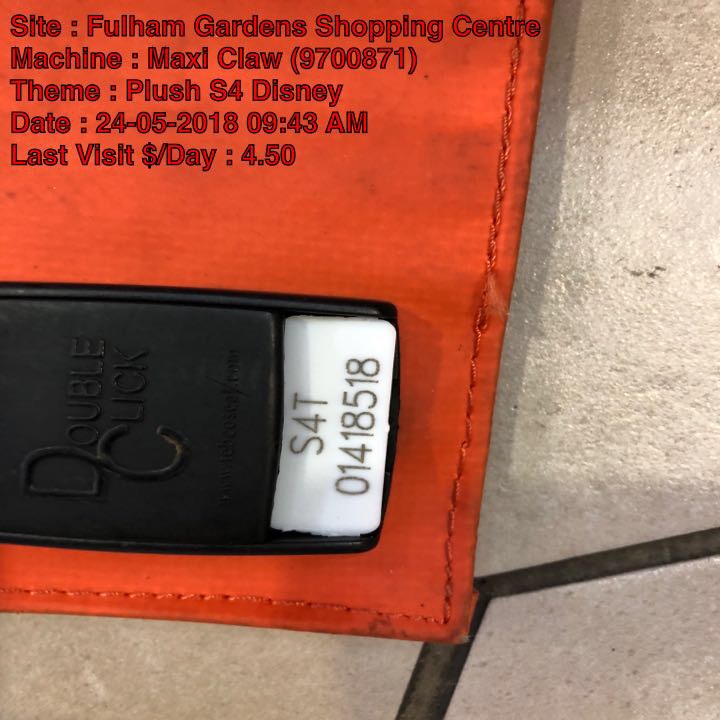 Site : Fulham Gardens Shopping Centre
Machine : Maxi Claw (9700871)
Theme : Plush S4 Disney
Date : 24-05-2018 09:43 AM
Last Visit $/Day : 4.50
DOUBLE
CLICK
S4T
01418518